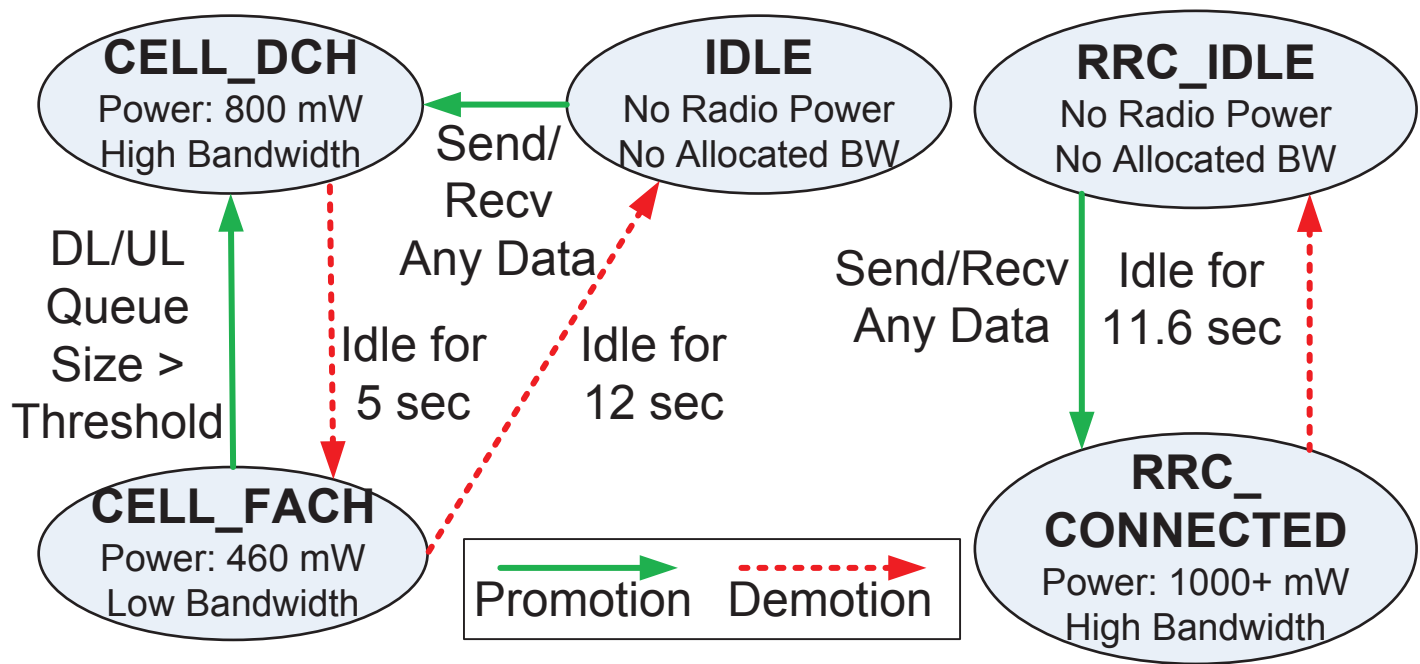 CELL_DCH
Power: 800 mW
High Bandwidth
IDLE
No Radio Power
No Allocated BW
RRC_IDLE
No Radio Power
No Allocated BW
Send/
Recv
Any Data
DL/UL
Queue
Size >
Threshold
Idle for
5 sec
Idle for
12 sec
Send/Recv
Any Data
Idle for
11.6 sec
CELL_FACH
Power: 460 mW
Low Bandwidth
Promotion
Demotion
RRC_
CONNECTED
Power: 1000+ mW
High Bandwidth